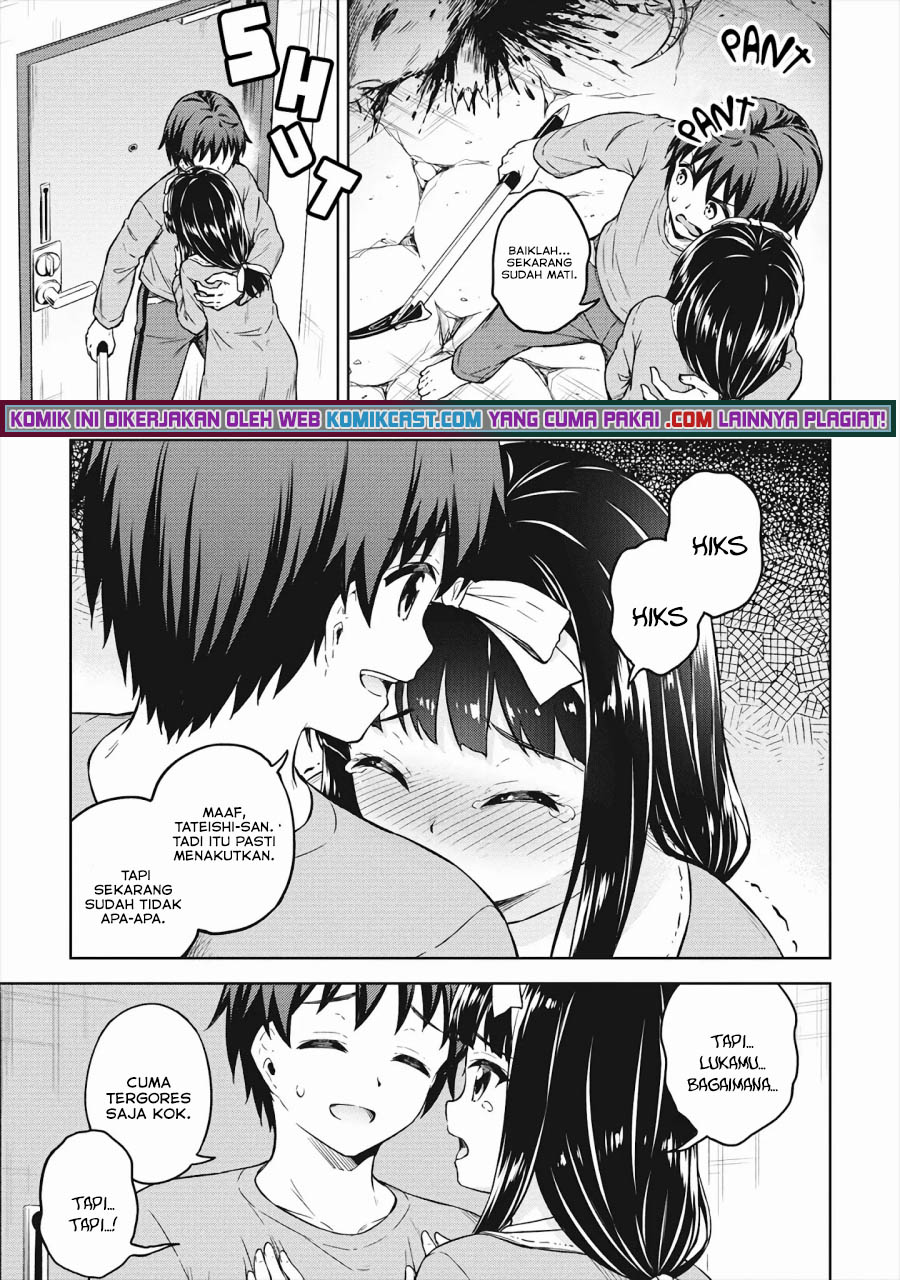 PANT
PANT
BAIKLAH...
SEKARANG
SUDAH MATI.
SHUT
KOMIK INI DIKERJAKAN OLEH WEB KOMIKCAST.COM YANG CUMA PAKAI .COM LAINNYA PLAGIAT!
HIKS
HIKS
MAAF,
TATEISHI-SAN.
TADI ITU PASTI
MENAKUTKAN.
TAPI
SEKARANG
SUDAH TIDAK
APA-APA.
TAPI...
LUKAMU...
BAGAIMANA...
CUMA
TERGORES
SAJA KOK.
TAPI...
TAPI...!